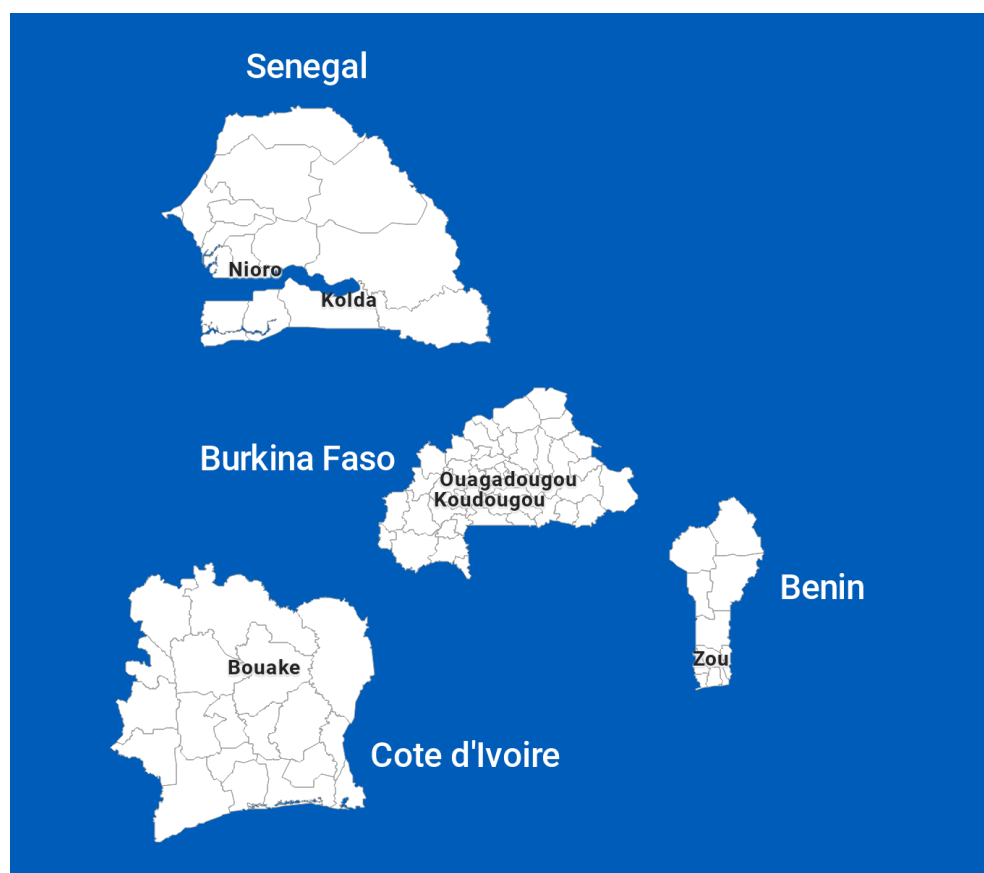 Senegal
Nioro
Kolda
Burkina Faso
Ouagadougou
Koudougou
Benin
Zou
Bouake
Cote d'Ivoire